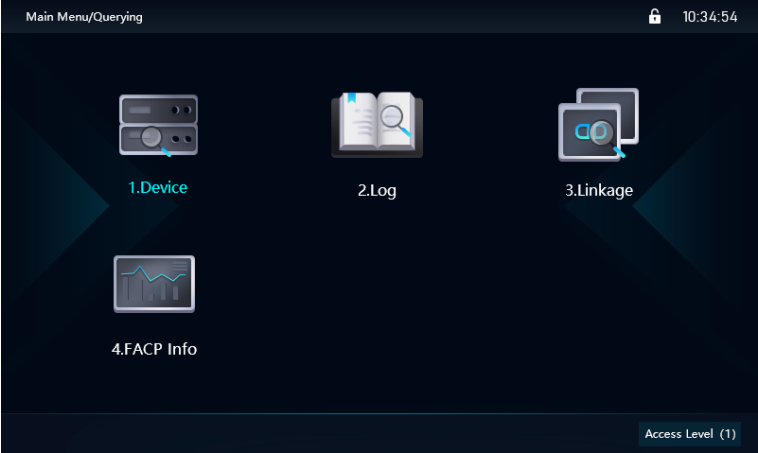 Main Menu/Querying
10:34:54
1.Device
2.Log
3.Linkage
4.FACP Info
Access Level (1)